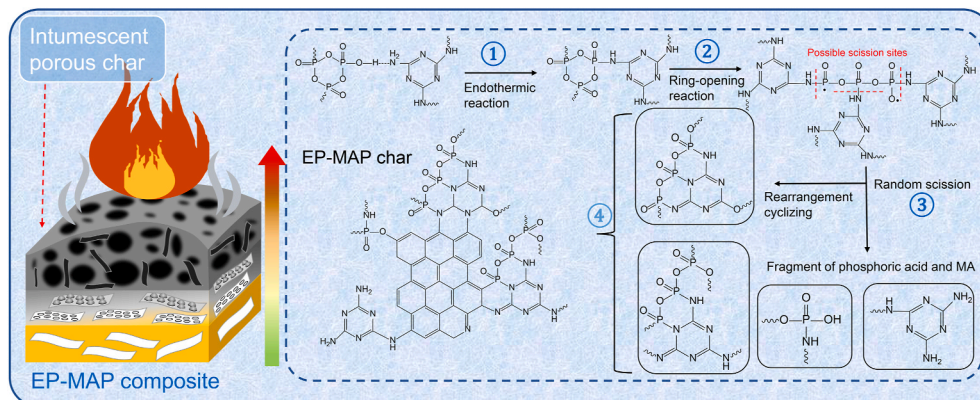 Intumescent
porous char
EP-MAP composite
①
Endothermic
reaction
②
Ring-opening
reaction
Possible scission sites
EP-MAP char
④
Rearrangement
cyclizing
Random scission
③
Fragment of phosphoric acid and MA